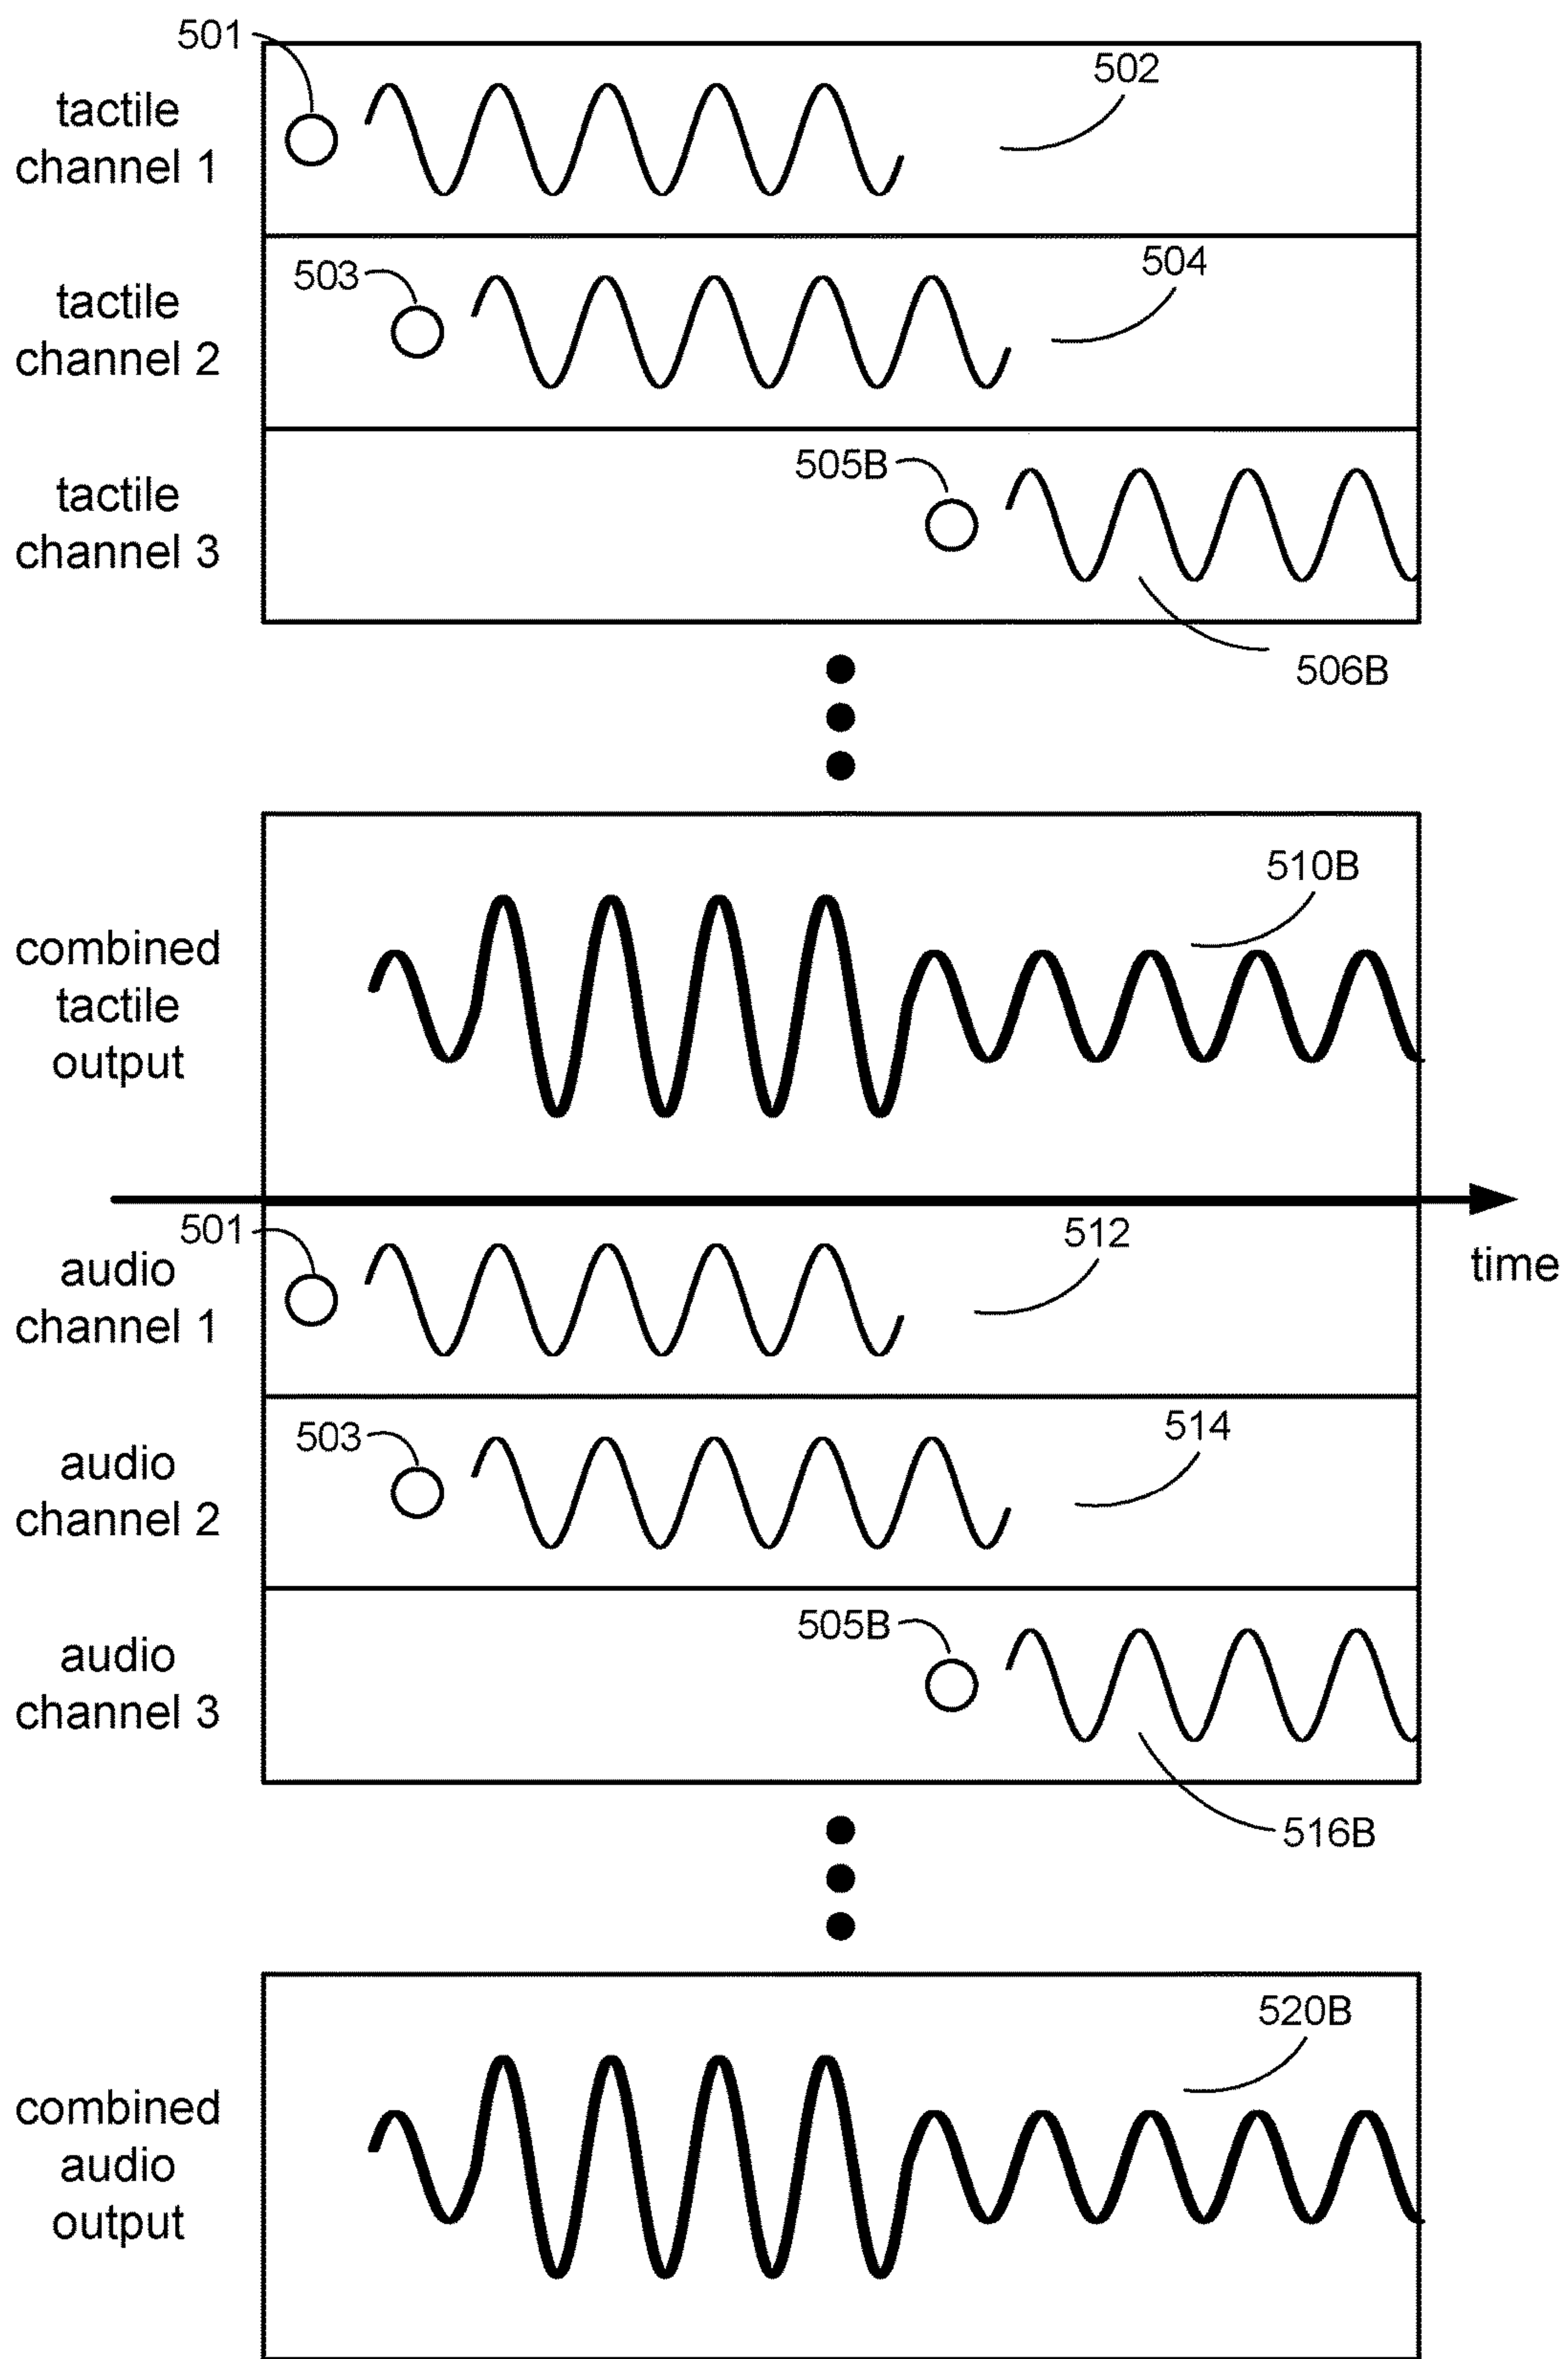 501
tactile
channel 1
502
tactile
channel 2
503
504
tactile
channel 3
505B
506B
combined
tactile
output
510B
time
501
audio
channel 1
512
audio
channel 2
503
514
audio
channel 3
505B
516B
combined
audio
output
520B